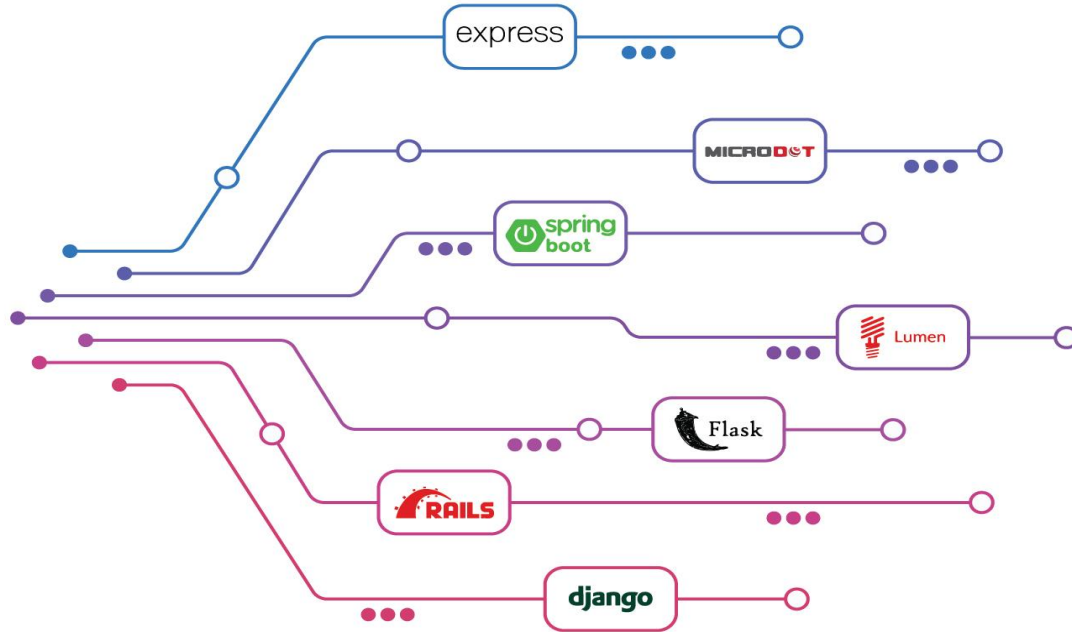 express
MICRODOT
spring
boot
Lumen
Flask
RAILS
django